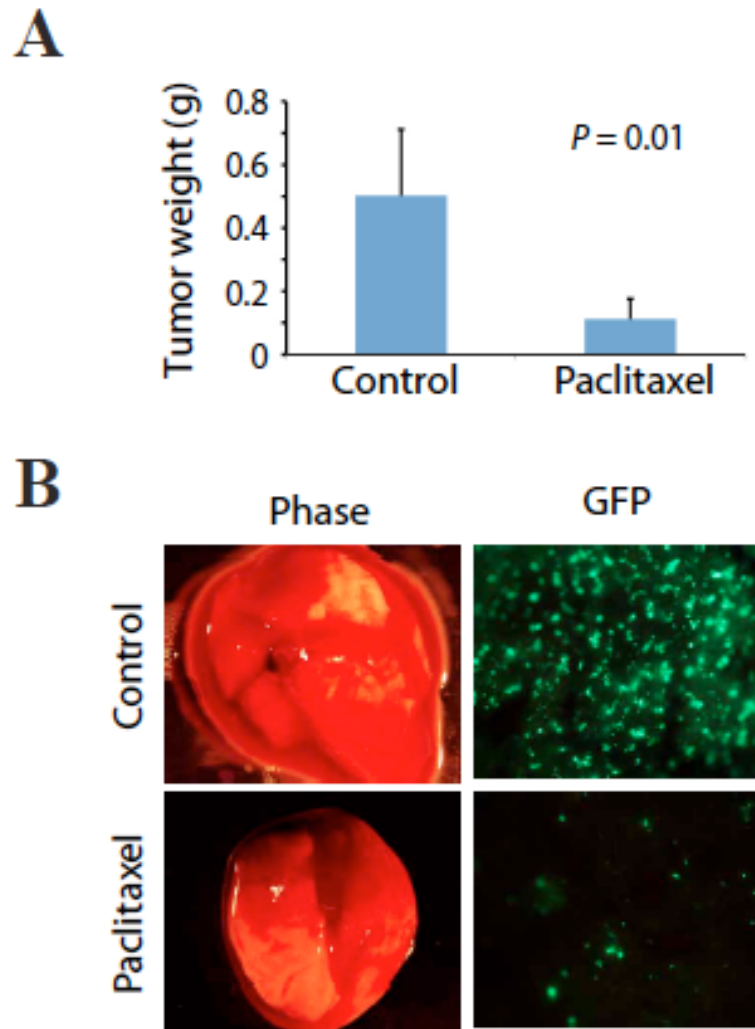 A
Tumor weight (g)
0.8
0.6
0.4
0.2
0
P = 0.01
Control Paclitaxel
B
Phase GFP
Control
Paclitaxel